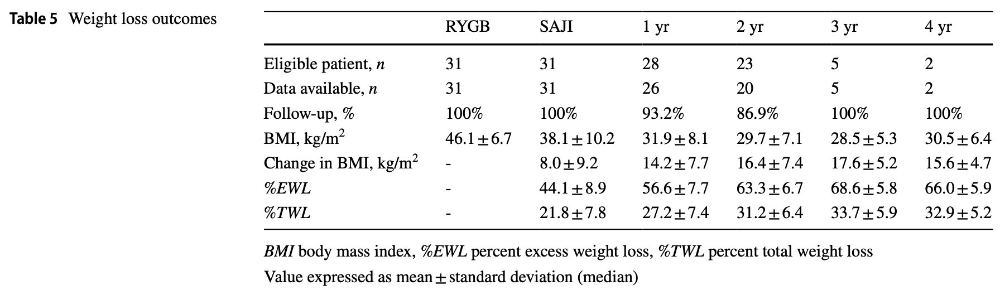 Table 5 Weight loss outcomes
RYGB SAJI 1 yr 2 yr 3 yr 4 yr
Eligible patient, n 31 31 28 23 5 2
Data available, n 31 31 26 20 5 2
Follow-up, % 100% 100% 93.2% 86.9% 100% 100%
BMI, kg/m² 46.1±6.7 38.1±10.2 31.9±8.1 29.7±7.1 28.5±5.3 30.5±6.4
Change in BMI, kg/m² - 8.0±9.2 14.2±7.7 16.4±7.4 17.6±5.2 15.6±4.7
%EWL - 44.1±8.9 56.6±7.7 63.3±6.7 68.6±5.8 66.0±5.9
%TWL - 21.8±7.8 27.2±7.4 31.2±6.4 33.7±5.9 32.9±5.2
BMI body mass index, %EWL percent excess weight loss, %TWL percent total weight loss
Value expressed as mean±standard deviation (median)